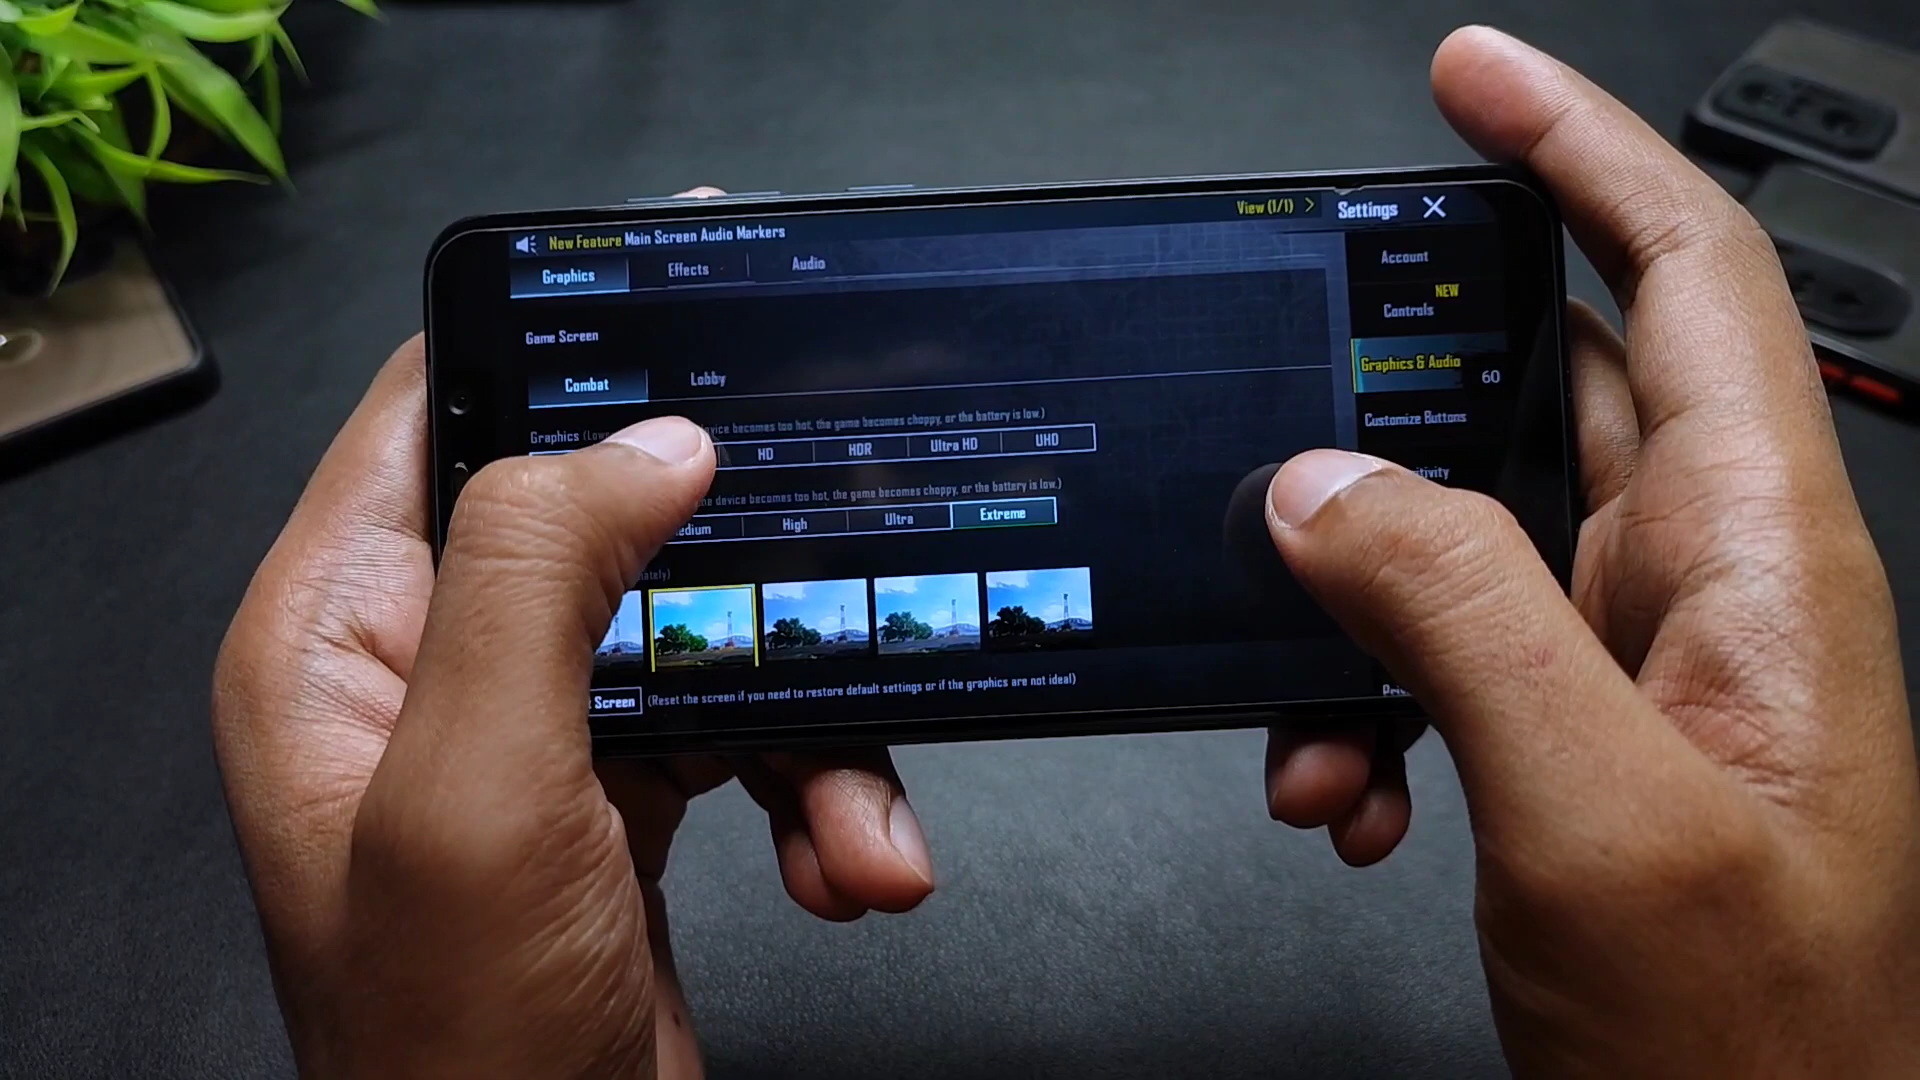 View (1/1) > Settings X
New Feature Main Screen Audio Markers
Graphics Effects Audio
Account
NEW
Controls
Game Screen
Graphics & Audio
60
Combat Lobby
Customize Buttons
Graphics device becomes too hot, the game becomes choppy, or the battery is low.)
HD HDR Ultra HD UHD
tivity
device becomes too hot, the game becomes choppy, or the battery is low.)
edium High Ultra Extreme
ately)
Screen (Reset the screen if you need to restore default settings or if the graphics are not ideal)